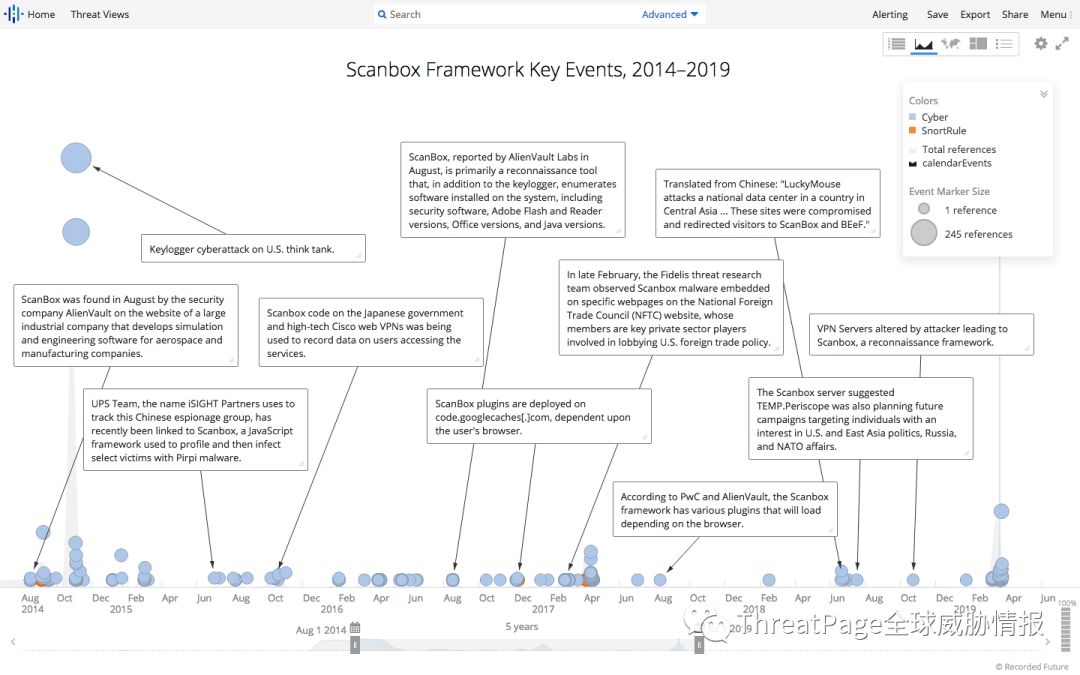 Home
Threat Views
Search
Advanced
Alerting
Save
Export
Share
Menu
Scanbox Framework Key Events, 2014–2019
Colors
Cyber
SnortRule
Total references
calendarEvents
Event Marker Size
1 reference
245 references
Keylogger cyberattack on U.S. think tank.
ScanBox, reported by AlienVault Labs in
August, is primarily a reconnaissance tool
that, in addition to the keylogger, enumerates
software installed on the system, including
security software, Adobe Flash and Reader
versions, Office versions, and Java versions.
Translated from Chinese: "LuckyMouse
attacks a national data center in a country in
Central Asia ... These sites were compromised
and redirected visitors to ScanBox and BEeF."
ScanBox was found in August by the security
company AlienVault on the website of a large
industrial company that develops simulation
and engineering software for aerospace and
manufacturing companies.
Scanbox code on the Japanese government
and high-tech Cisco web VPNs was being
used to record data on users accessing the
services.
In late February, the Fidelis threat research
team observed Scanbox malware embedded
on specific webpages on the National Foreign
Trade Council (NFTC) website, whose
members are key private sector players
involved in lobbying U.S. foreign trade policy.
VPN Servers altered by attacker leading to
Scanbox, a reconnaissance framework.
UPS Team, the name iSIGHT Partners uses to
track this Chinese espionage group, has
recently been linked to Scanbox, a JavaScript
framework used to profile and then infect
select victims with Pirpi malware.
ScanBox plugins are deployed on
code.googlecaches[.]com, dependent upon
the user's browser.
The Scanbox server suggested
TEMP.Periscope was also planning future
campaigns targeting individuals with an
interest in U.S. and East Asia politics, Russia,
and NATO affairs.
According to PwC and AlienVault, the Scanbox
framework has various plugins that will load
depending on the browser.
Aug Oct Dec Feb Apr Jun Aug Oct Dec Feb Apr Jun Aug Oct Dec Feb Apr Jun Aug Oct Dec Feb Apr Jun Aug Oct Dec Feb Apr Jun
2014 2015 2016 2017 2018 2019
100%
Aug 1 2014
5 years
2019
ThreatPage全球威胁情报
© Recorded Future